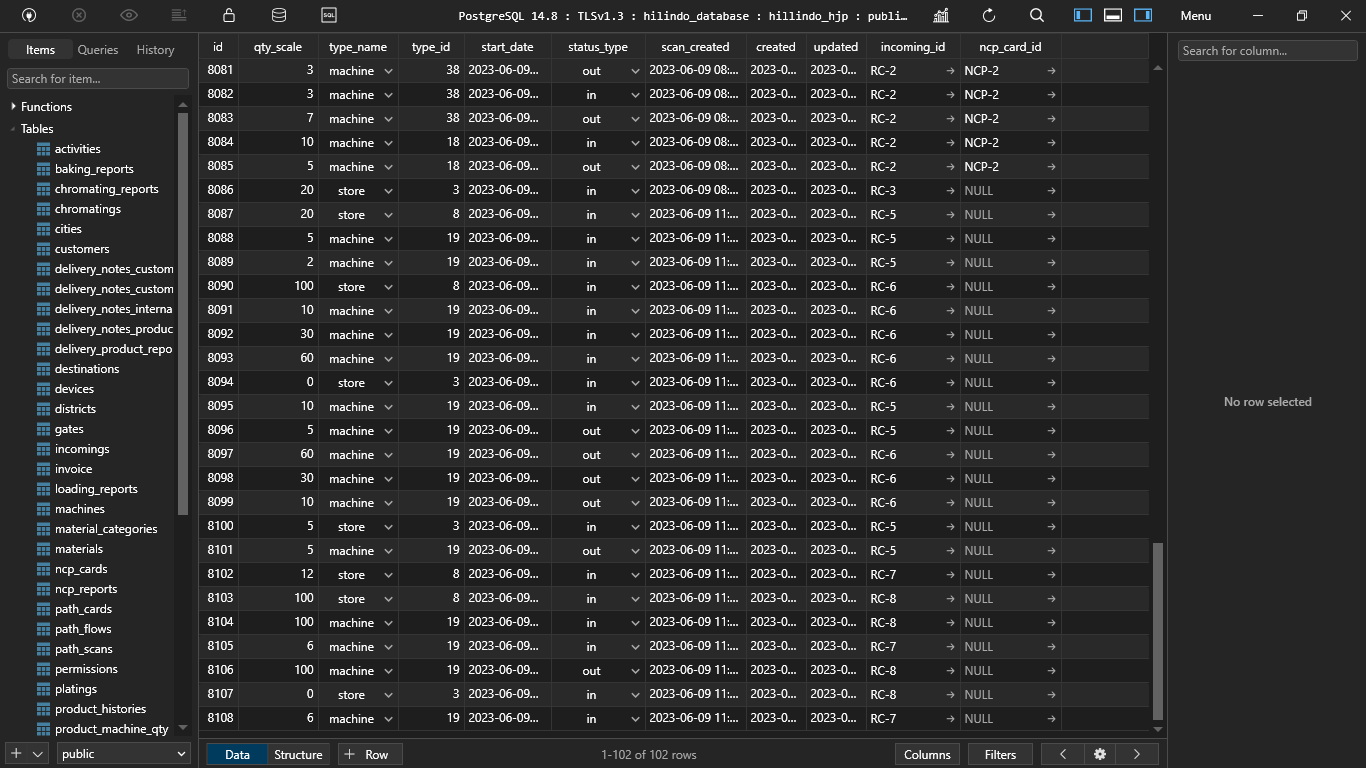 SQL
PostgreSQL 14.8 : TLSv1.3 : hilindo_database : hillindo_hjp : publi…
Menu
Items Queries History
Search for item...
Functions
Tables
activities
baking_reports
chromating_reports
chromatings
cities
customers
delivery_notes_custom
delivery_notes_custom
delivery_notes_interna
delivery_notes_produc
delivery_product_repo
destinations
devices
districts
gates
incomings
invoice
loading_reports
machines
material_categories
materials
ncp_cards
ncp_reports
path_cards
path_flows
path_scans
permissions
platings
product_histories
product_machine_qty
public
id qty_scale type_name type_id start_date status_type scan_created created updated incoming_id ncp_card_id
8081 3 machine 38 2023-06-09... out 2023-06-09 08:... 2023-0... 2023-0... RC-2 NCP-2
8082 3 machine 38 2023-06-09... in 2023-06-09 08:... 2023-0... 2023-0... RC-2 NCP-2
8083 7 machine 38 2023-06-09... out 2023-06-09 08:... 2023-0... 2023-0... RC-2 NCP-2
8084 10 machine 18 2023-06-09... in 2023-06-09 08:... 2023-0... 2023-0... RC-2 NCP-2
8085 5 machine 18 2023-06-09... out 2023-06-09 08:... 2023-0... 2023-0... RC-2 NCP-2
8086 20 store 3 2023-06-09... in 2023-06-09 08:... 2023-0... 2023-0... RC-3 NULL
8087 20 store 8 2023-06-09... in 2023-06-09 11:... 2023-0... 2023-0... RC-5 NULL
8088 5 machine 19 2023-06-09... in 2023-06-09 11:... 2023-0... 2023-0... RC-5 NULL
8089 2 machine 19 2023-06-09... in 2023-06-09 11:... 2023-0... 2023-0... RC-5 NULL
8090 100 store 8 2023-06-09... in 2023-06-09 11:... 2023-0... 2023-0... RC-6 NULL
8091 10 machine 19 2023-06-09... in 2023-06-09 11:... 2023-0... 2023-0... RC-6 NULL
8092 30 machine 19 2023-06-09... in 2023-06-09 11:... 2023-0... 2023-0... RC-6 NULL
8093 60 machine 19 2023-06-09... in 2023-06-09 11:... 2023-0... 2023-0... RC-6 NULL
8094 0 store 3 2023-06-09... in 2023-06-09 11:... 2023-0... 2023-0... RC-6 NULL
8095 10 machine 19 2023-06-09... in 2023-06-09 11:... 2023-0... 2023-0... RC-5 NULL
8096 5 machine 19 2023-06-09... out 2023-06-09 11:... 2023-0... 2023-0... RC-5 NULL
8097 60 machine 19 2023-06-09... out 2023-06-09 11:... 2023-0... 2023-0... RC-6 NULL
8098 30 machine 19 2023-06-09... out 2023-06-09 11:... 2023-0... 2023-0... RC-6 NULL
8099 10 machine 19 2023-06-09... out 2023-06-09 11:... 2023-0... 2023-0... RC-6 NULL
8100 5 store 3 2023-06-09... in 2023-06-09 11:... 2023-0... 2023-0... RC-5 NULL
8101 5 machine 19 2023-06-09... out 2023-06-09 11:... 2023-0... 2023-0... RC-5 NULL
8102 12 store 8 2023-06-09... in 2023-06-09 11:... 2023-0... 2023-0... RC-7 NULL
8103 100 store 8 2023-06-09... in 2023-06-09 11:... 2023-0... 2023-0... RC-8 NULL
8104 100 machine 19 2023-06-09... in 2023-06-09 11:... 2023-0... 2023-0... RC-8 NULL
8105 6 machine 19 2023-06-09... in 2023-06-09 11:... 2023-0... 2023-0... RC-7 NULL
8106 100 machine 19 2023-06-09... out 2023-06-09 11:... 2023-0... 2023-0... RC-8 NULL
8107 0 store 3 2023-06-09... in 2023-06-09 11:... 2023-0... 2023-0... RC-8 NULL
8108 6 machine 19 2023-06-09... in 2023-06-09 11:... 2023-0... 2023-0... RC-7 NULL
Data Structure + Row 1-102 of 102 rows Columns Filters
Search for column...
No row selected